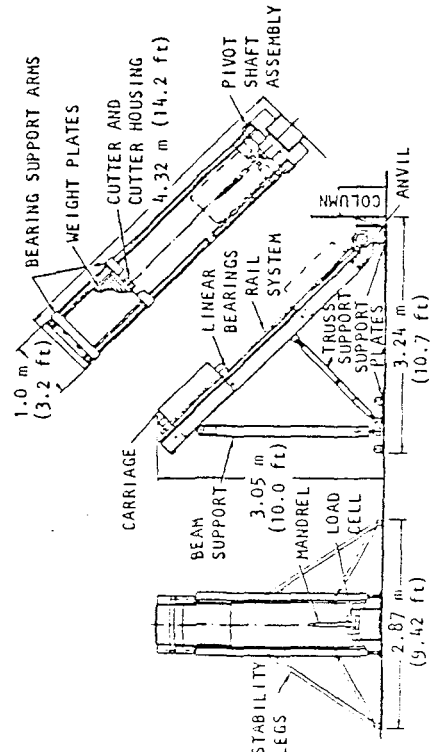 BEARING SUPPORT ARMS
WEIGHT PLATES
CUTTER AND
CUTTER HOUSING
4.32 m (14.2 ft)
PIVOT
SHAFT
ASSEMBLY
1.0 m
(3.2 ft)
CARRIAGE
LINEAR
BEARINGS
RAIL
SYSTEM
COLUMN
ANVIL
TRUSS
SUPPORT
SUPPORT
PLATES
3.24 m
(10.7 ft)
BEAM
SUPPORT
3.05 m
(10.0 ft)
MANDREL
LOAD
CELL
2.87 m
(9.42 ft)
STABILITY
LEGS